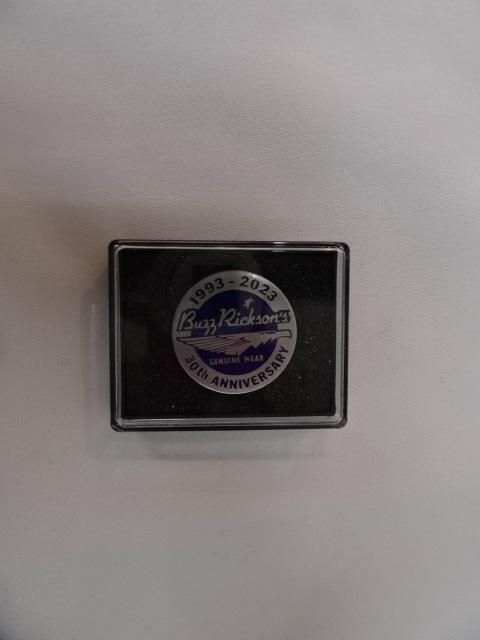 1993 - 2023
Buzz Rickson's
GENUINE WEAR
30th ANNIVERSARY